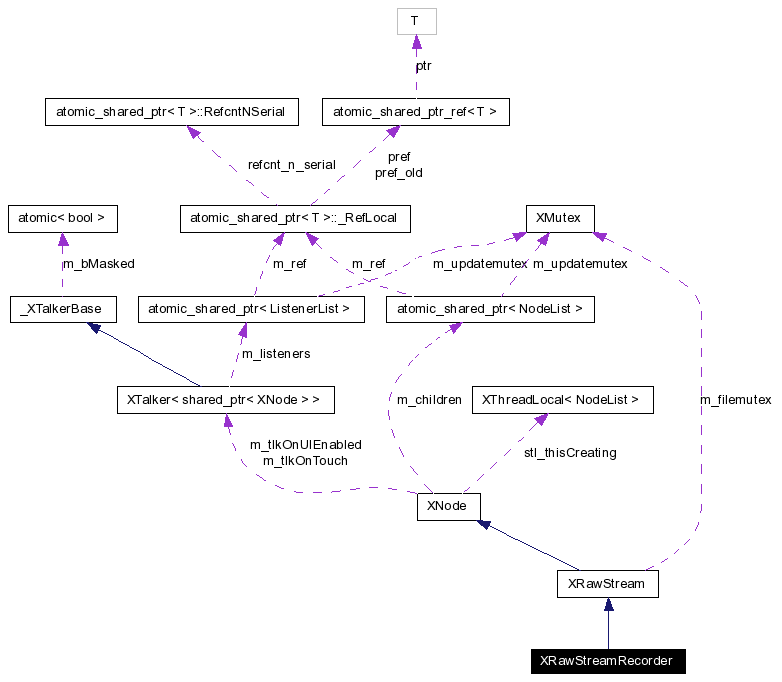 T
ptr
atomic_shared_ptr< T >::RefcntNSerial
atomic_shared_ptr_ref< T >
refcnt_n_serial
pref
pref_old
atomic< bool >
atomic_shared_ptr< T >::_RefLocal
XMutex
m_bMasked
m_ref
m_ref
m_updatemutex
m_updatemutex
_XTalkerBase
atomic_shared_ptr< ListenerList >
atomic_shared_ptr< NodeList >
m_listeners
XTalker< shared_ptr< XNode > >
m_children
XThreadLocal< NodeList >
m_filemutex
m_tlkOnUIEnabled
m_tlkOnTouch
stl_thisCreating
XNode
XRawStream
XRawStreamRecorder